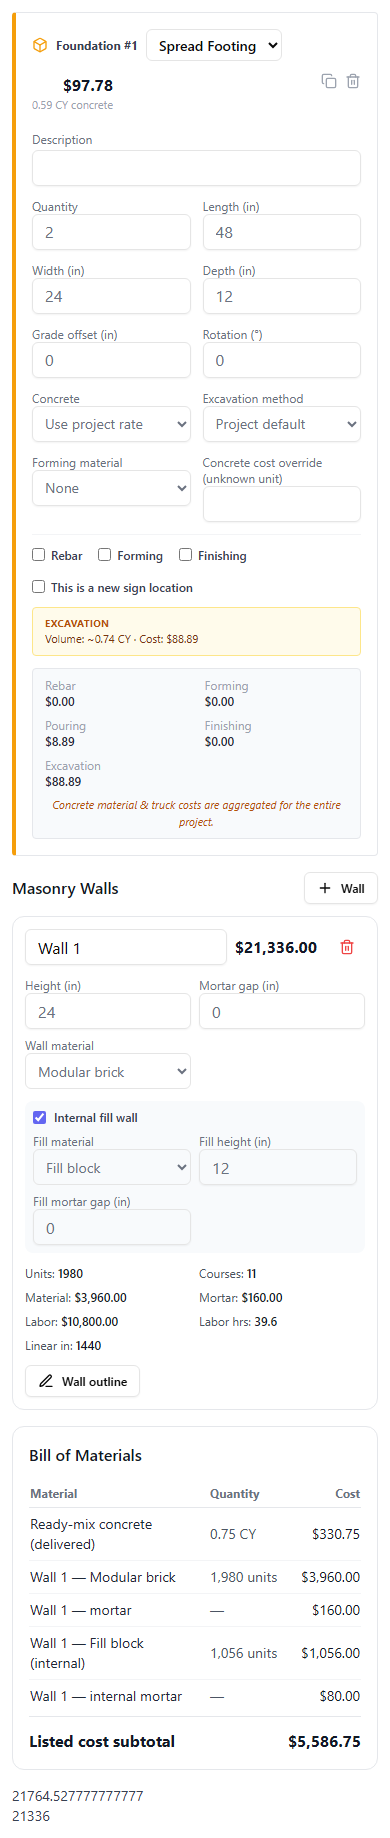 Foundation #1 Spread Footing
$97.78
0.59 CY concrete
Description
Quantity Length (in)
2 48
Width (in) Depth (in)
24 12
Grade offset (in) Rotation (°)
0 0
Concrete Excavation method
Use project rate Project default
Forming material Concrete cost override
(unknown unit)
None
Rebar Forming Finishing
This is a new sign location
EXCAVATION
Volume: ~0.74 CY · Cost: $88.89
Rebar Forming
$0.00 $0.00
Pouring Finishing
$8.89 $0.00
Excavation
$88.89
Concrete material & truck costs are aggregated for the entire
project.
Masonry Walls + Wall
Wall 1 $21,336.00
Height (in) Mortar gap (in)
24 0
Wall material
Modular brick
Internal fill wall
Fill material Fill height (in)
Fill block 12
Fill mortar gap (in)
0
Units: 1980 Courses: 11
Material: $3,960.00 Mortar: $160.00
Labor: $10,800.00 Labor hrs: 39.6
Linear in: 1440
Wall outline
Bill of Materials
Material Quantity Cost
Ready-mix concrete
(delivered) 0.75 CY $330.75
Wall 1 — Modular brick 1,980 units $3,960.00
Wall 1 — mortar — $160.00
Wall 1 — Fill block
(internal) 1,056 units $1,056.00
Wall 1 — internal mortar — $80.00
Listed cost subtotal $5,586.75
21764.527777777777
21336